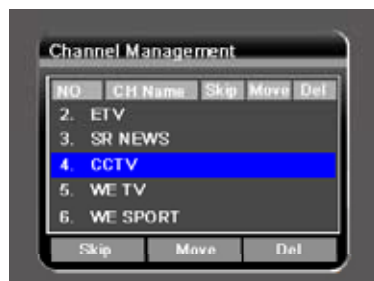 Channel Management
NO CH Name Skip Move Del
2. ETV
3. SR NEWS
4. CCTV
5. WE TV
6. WE SPORT
Skip Move Del